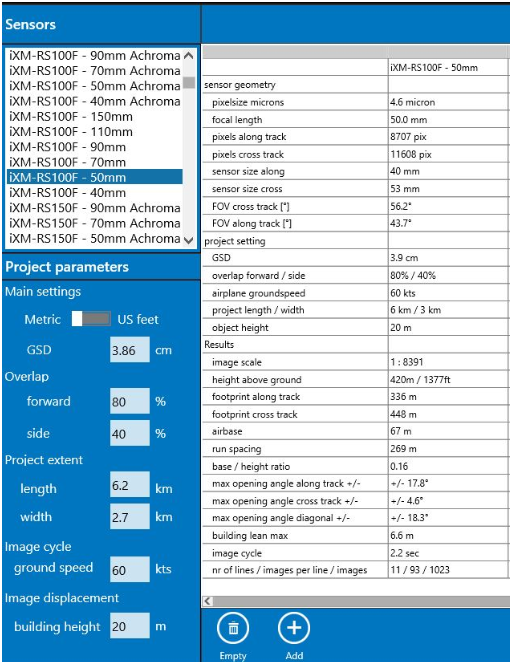 Sensors
iXM-RS100F - 90mm Achroma
iXM-RS100F - 70mm Achroma
iXM-RS100F - 50mm Achroma
iXM-RS100F - 40mm Achroma
iXM-RS100F - 150mm
iXM-RS100F - 110mm
iXM-RS100F - 90mm
iXM-RS100F - 70mm
iXM-RS100F - 50mm
iXM-RS100F - 40mm
iXM-RS150F - 90mm Achroma
iXM-RS150F - 70mm Achroma
iXM-RS150F - 50mm Achroma
Project parameters
Main settings
Metric US feet
GSD 3.86 cm
Overlap
forward 80 %
side 40 %
Project extent
length 6.2 km
width 2.7 km
Image cycle
ground speed 60 kts
Image displacement
building height 20 m
iXM-RS100F - 50mm
sensor geometry
pixelsize microns 4.6 micron
focal length 50.0 mm
pixels along track 8707 pix
pixels cross track 11608 pix
sensor size along 40 mm
sensor size cross 53 mm
FOV cross track [°] 56.2°
FOV along track [°] 43.7°
project setting
GSD 3.9 cm
overlap forward / side 80% / 40%
airplane groundspeed 60 kts
project length / width 6 km / 3 km
object height 20 m
Results
image scale 1 : 8391
height above ground 420m / 1377ft
footprint along track 336 m
footprint cross track 448 m
airbase 67 m
run spacing 269 m
base / height ratio 0.16
max opening angle along track +/- +/- 17.8°
max opening angle cross track +/- +/- 4.6°
max opening angle diagonal +/- +/- 18.3°
building lean max 6.6 m
image cycle 2.2 sec
nr of lines / images per line / images 11 / 93 / 1023
Empty Add